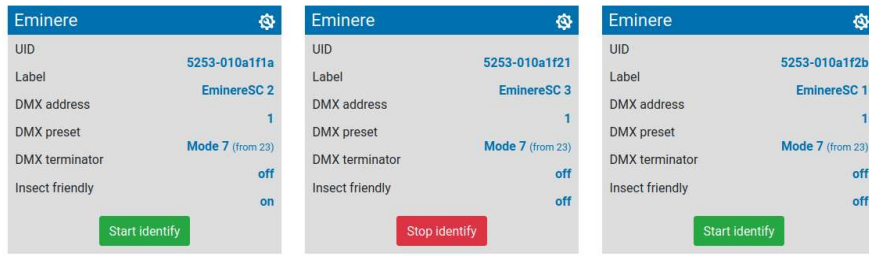 Eminere
UID
5253-010a1f1a
Label
EminereSC 2
DMX address
1
DMX preset
Mode 7 (from 23)
DMX terminator
off
Insect friendly
on
Start identify
Eminere
UID
5253-010a1f21
Label
EminereSC 3
DMX address
1
DMX preset
Mode 7 (from 23)
DMX terminator
off
Insect friendly
off
Stop identify
Eminere
UID
5253-010a1f2b
Label
EminereSC 1
DMX address
1
DMX preset
Mode 7 (from 23)
DMX terminator
off
Insect friendly
off
Start identify